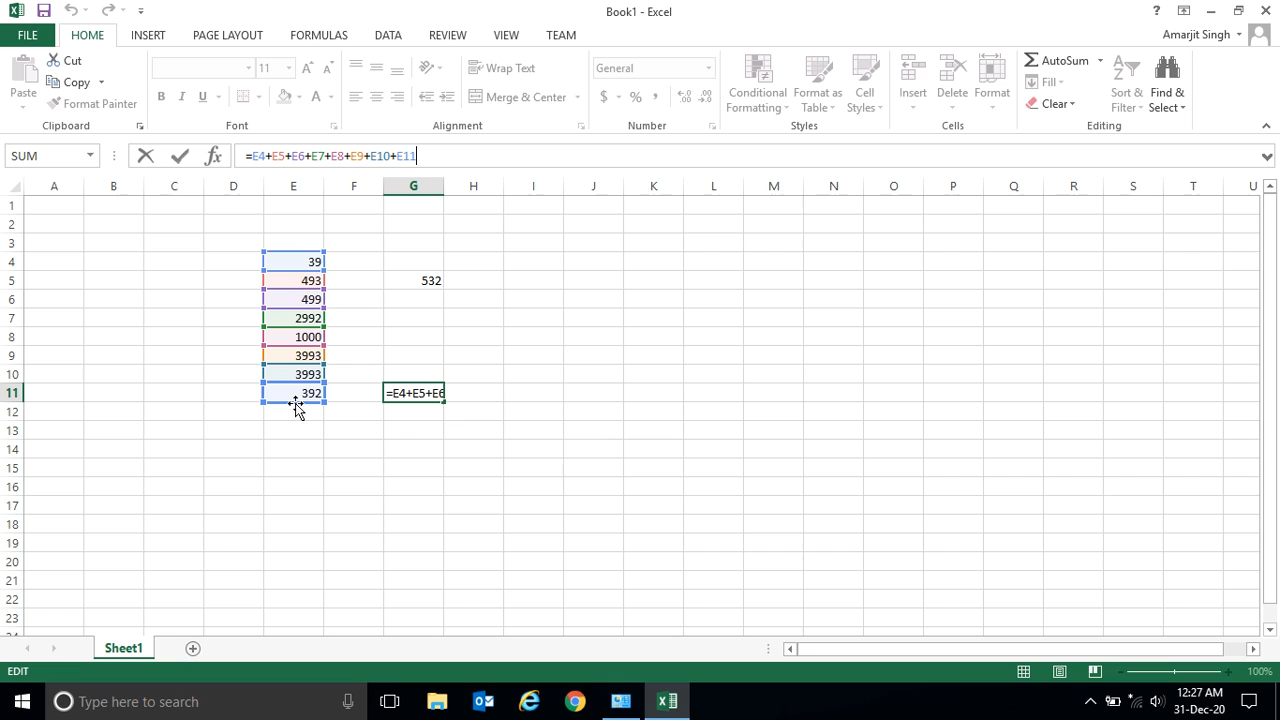 Book1 - Excel
FILE HOME INSERT PAGE LAYOUT FORMULAS DATA REVIEW VIEW TEAM Amarjit Singh
Paste
Cut
Copy
Format Painter
Clipboard
11 A A
B I U A
Font
Wrap Text
Merge & Center
Alignment
General
$ % ,
Number
Conditional
Formatting
Format as
Table
Cell
Styles
Styles
Insert Delete Format
Cells
AutoSum
Fill
Clear
Sort &
Filter
Find &
Select
Editing
SUM fx =E4+E5+E6+E7+E8+E9+E10+E11
A B C D E F G H I J K L M N O P Q R S T U
1
2
3
4 39
5 493 532
6 499
7 2992
8 1000
9 3993
10 3993
11 392 =E4+E5+E6
12
13
14
15
16
17
18
19
20
21
22
23
24
Sheet1
EDIT 100%
Type here to search
12:27 AM
31-Dec-20